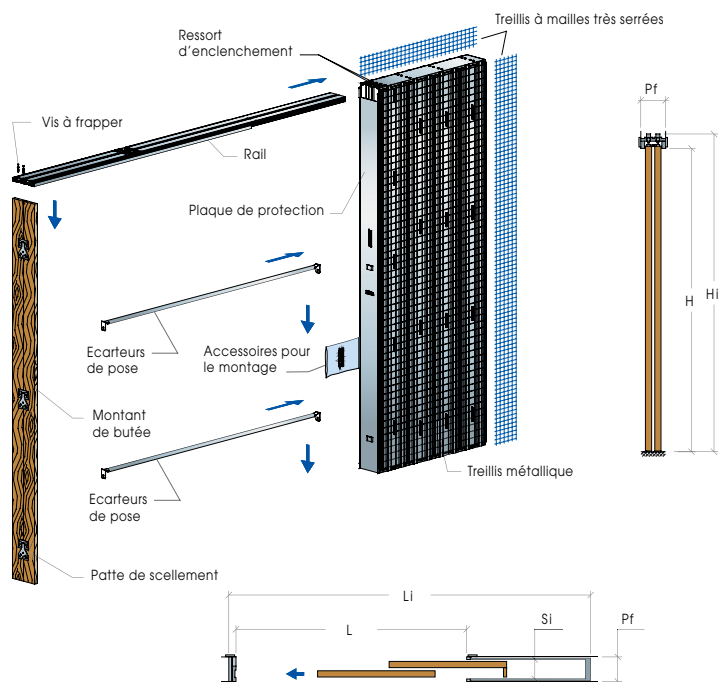 Ressort
d'enclenchement
Treillis à mailles très serrées
Vis à frapper
Rail
Plaque de protection
Pf
H
Hi
Ecarteurs
de pose
Accessoires pour
le montage
Montant
de butée
Ecarteurs
de pose
Treillis métallique
Patte de scellement
Li
L
Si
Pf